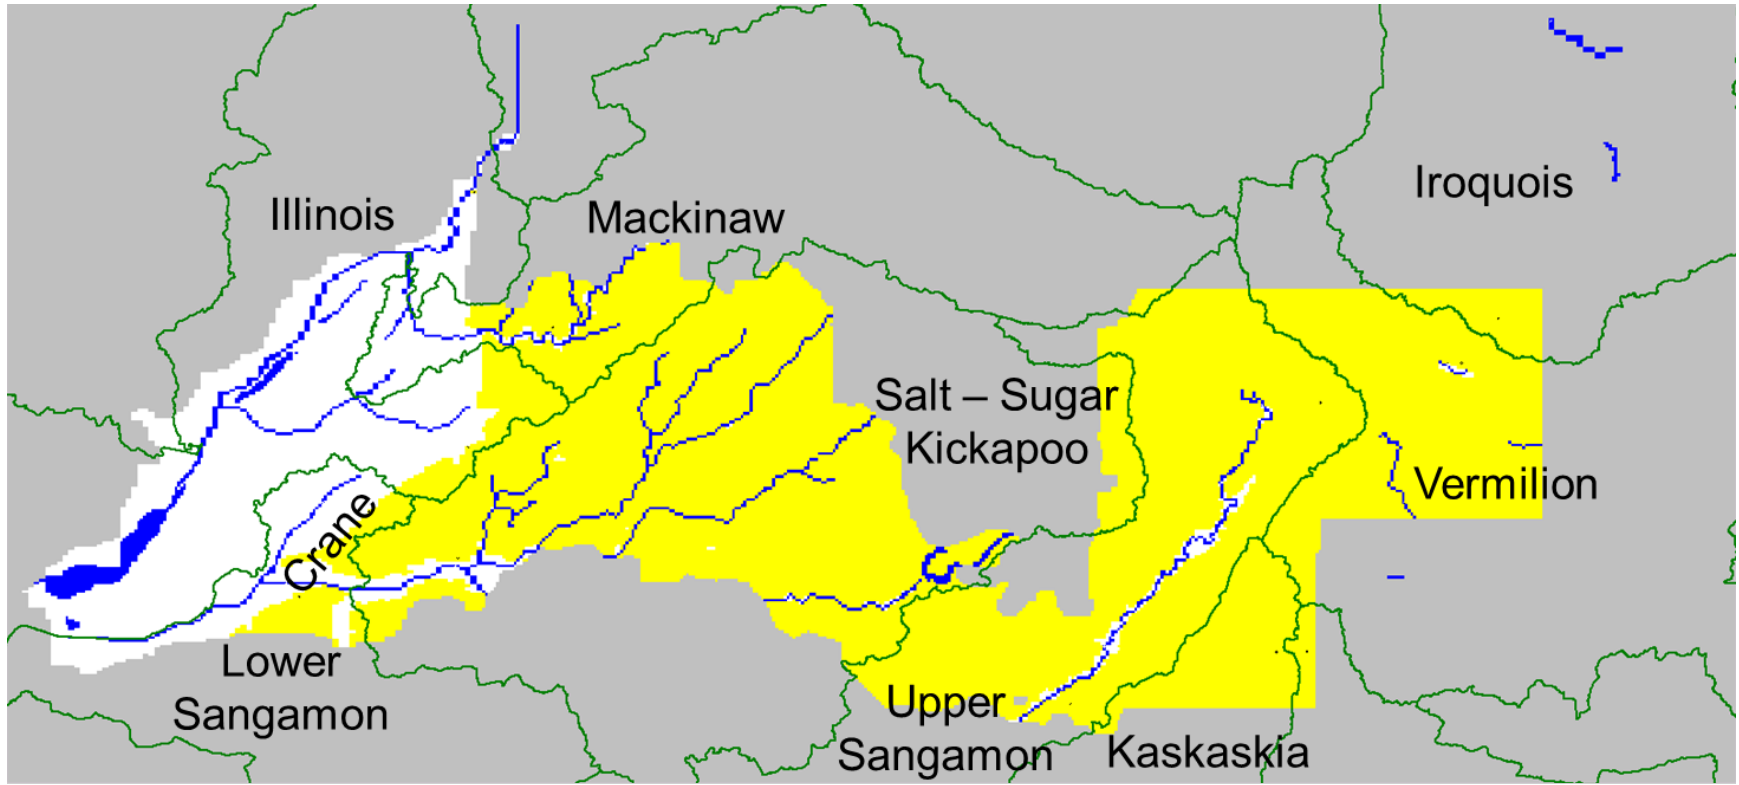 Iroquois
Illinois
Mackinaw
Salt – Sugar
Kickapoo
Vermilion
Crane
Lower
Sangamon
Upper
Sangamon
Kaskaskia